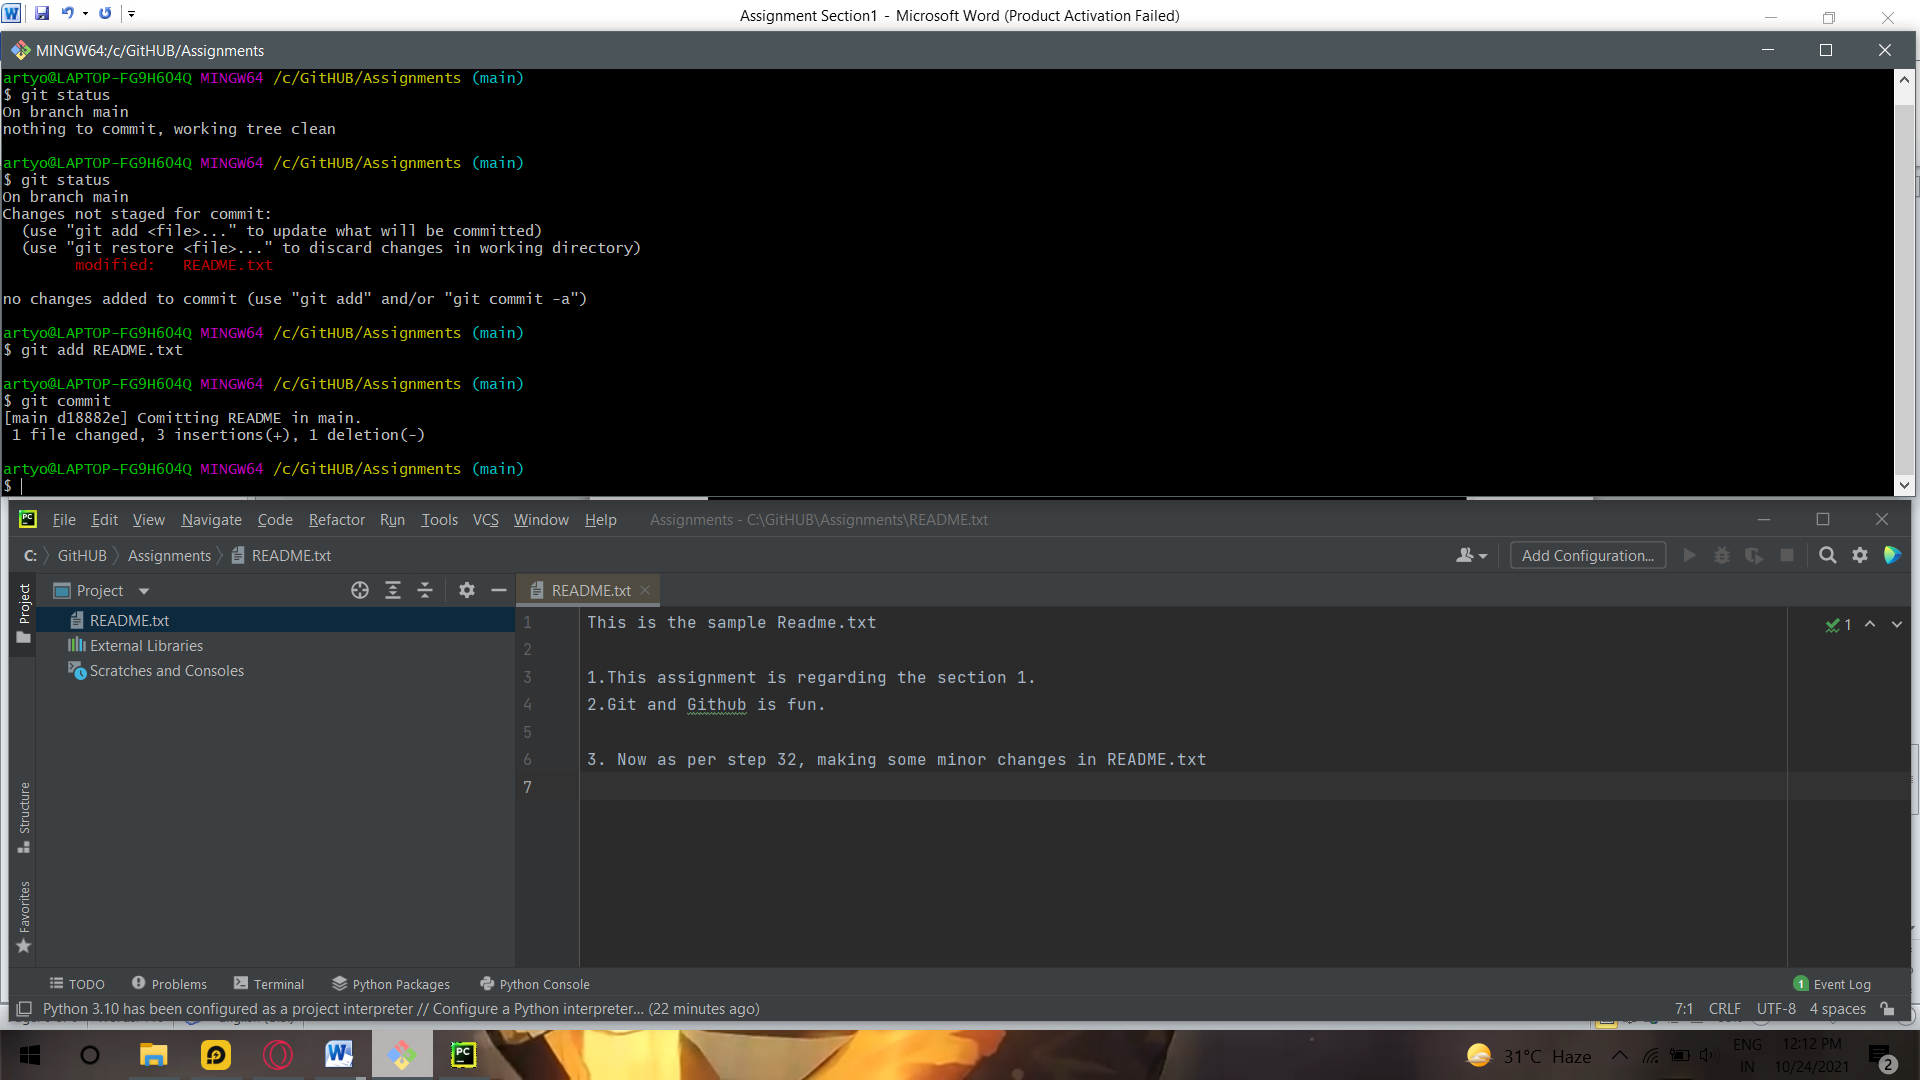 Assignment Section1 - Microsoft Word (Product Activation Failed)
MINGW64:/c/GitHUB/Assignments
artyo@LAPTOP-FG9H6O4Q MINGW64 /c/GitHUB/Assignments (main)
$ git status
On branch main
nothing to commit, working tree clean
artyo@LAPTOP-FG9H6O4Q MINGW64 /c/GitHUB/Assignments (main)
$ git status
On branch main
Changes not staged for commit:
(use "git add <file>..." to update what will be committed)
(use "git restore <file>..." to discard changes in working directory)
modified: README.txt
no changes added to commit (use "git add" and/or "git commit -a")
artyo@LAPTOP-FG9H6O4Q MINGW64 /c/GitHUB/Assignments (main)
$ git add README.txt
artyo@LAPTOP-FG9H6O4Q MINGW64 /c/GitHUB/Assignments (main)
$ git commit
[main d18882e] Comitting README in main.
1 file changed, 3 insertions(+), 1 deletion(-)
artyo@LAPTOP-FG9H6O4Q MINGW64 /c/GitHUB/Assignments (main)
$
PC File Edit View Navigate Code Refactor Run Tools VCS Window Help Assignments - C:\GitHUB\Assignments\README.txt
C: GitHUB Assignments README.txt Add Configuration...
Project
Project README.txt
README.txt
External Libraries
Scratches and Consoles
1 This is the sample Readme.txt
2
3 1.This assignment is regarding the section 1.
4 2.Git and Github is fun.
5
6 3. Now as per step 32, making some minor changes in README.txt
7
1
Structure
Favorites
TODO Problems Terminal Python Packages Python Console 1 Event Log
Python 3.10 has been configured as a project interpreter // Configure a Python interpreter... (22 minutes ago) 7:1 CRLF UTF-8 4 spaces
PC 31°C Haze ENG 12:12 PM
IN 10/24/2021 2